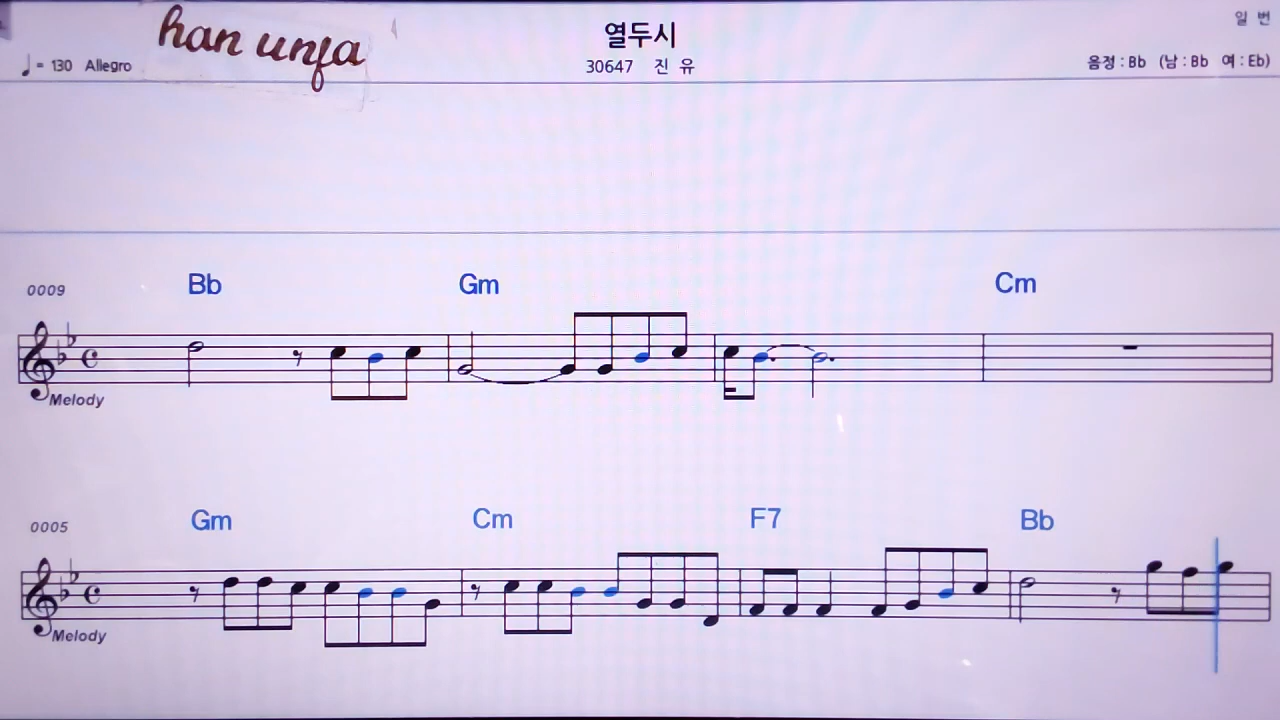 han unja
열두시
일 번
♩= 130 Allegro
30647 진 유
음정 : Bb (남 : Bb 여 : Eb)
0009
Bb Gm Cm
Melody
0005
Gm Cm F7 Bb
Melody